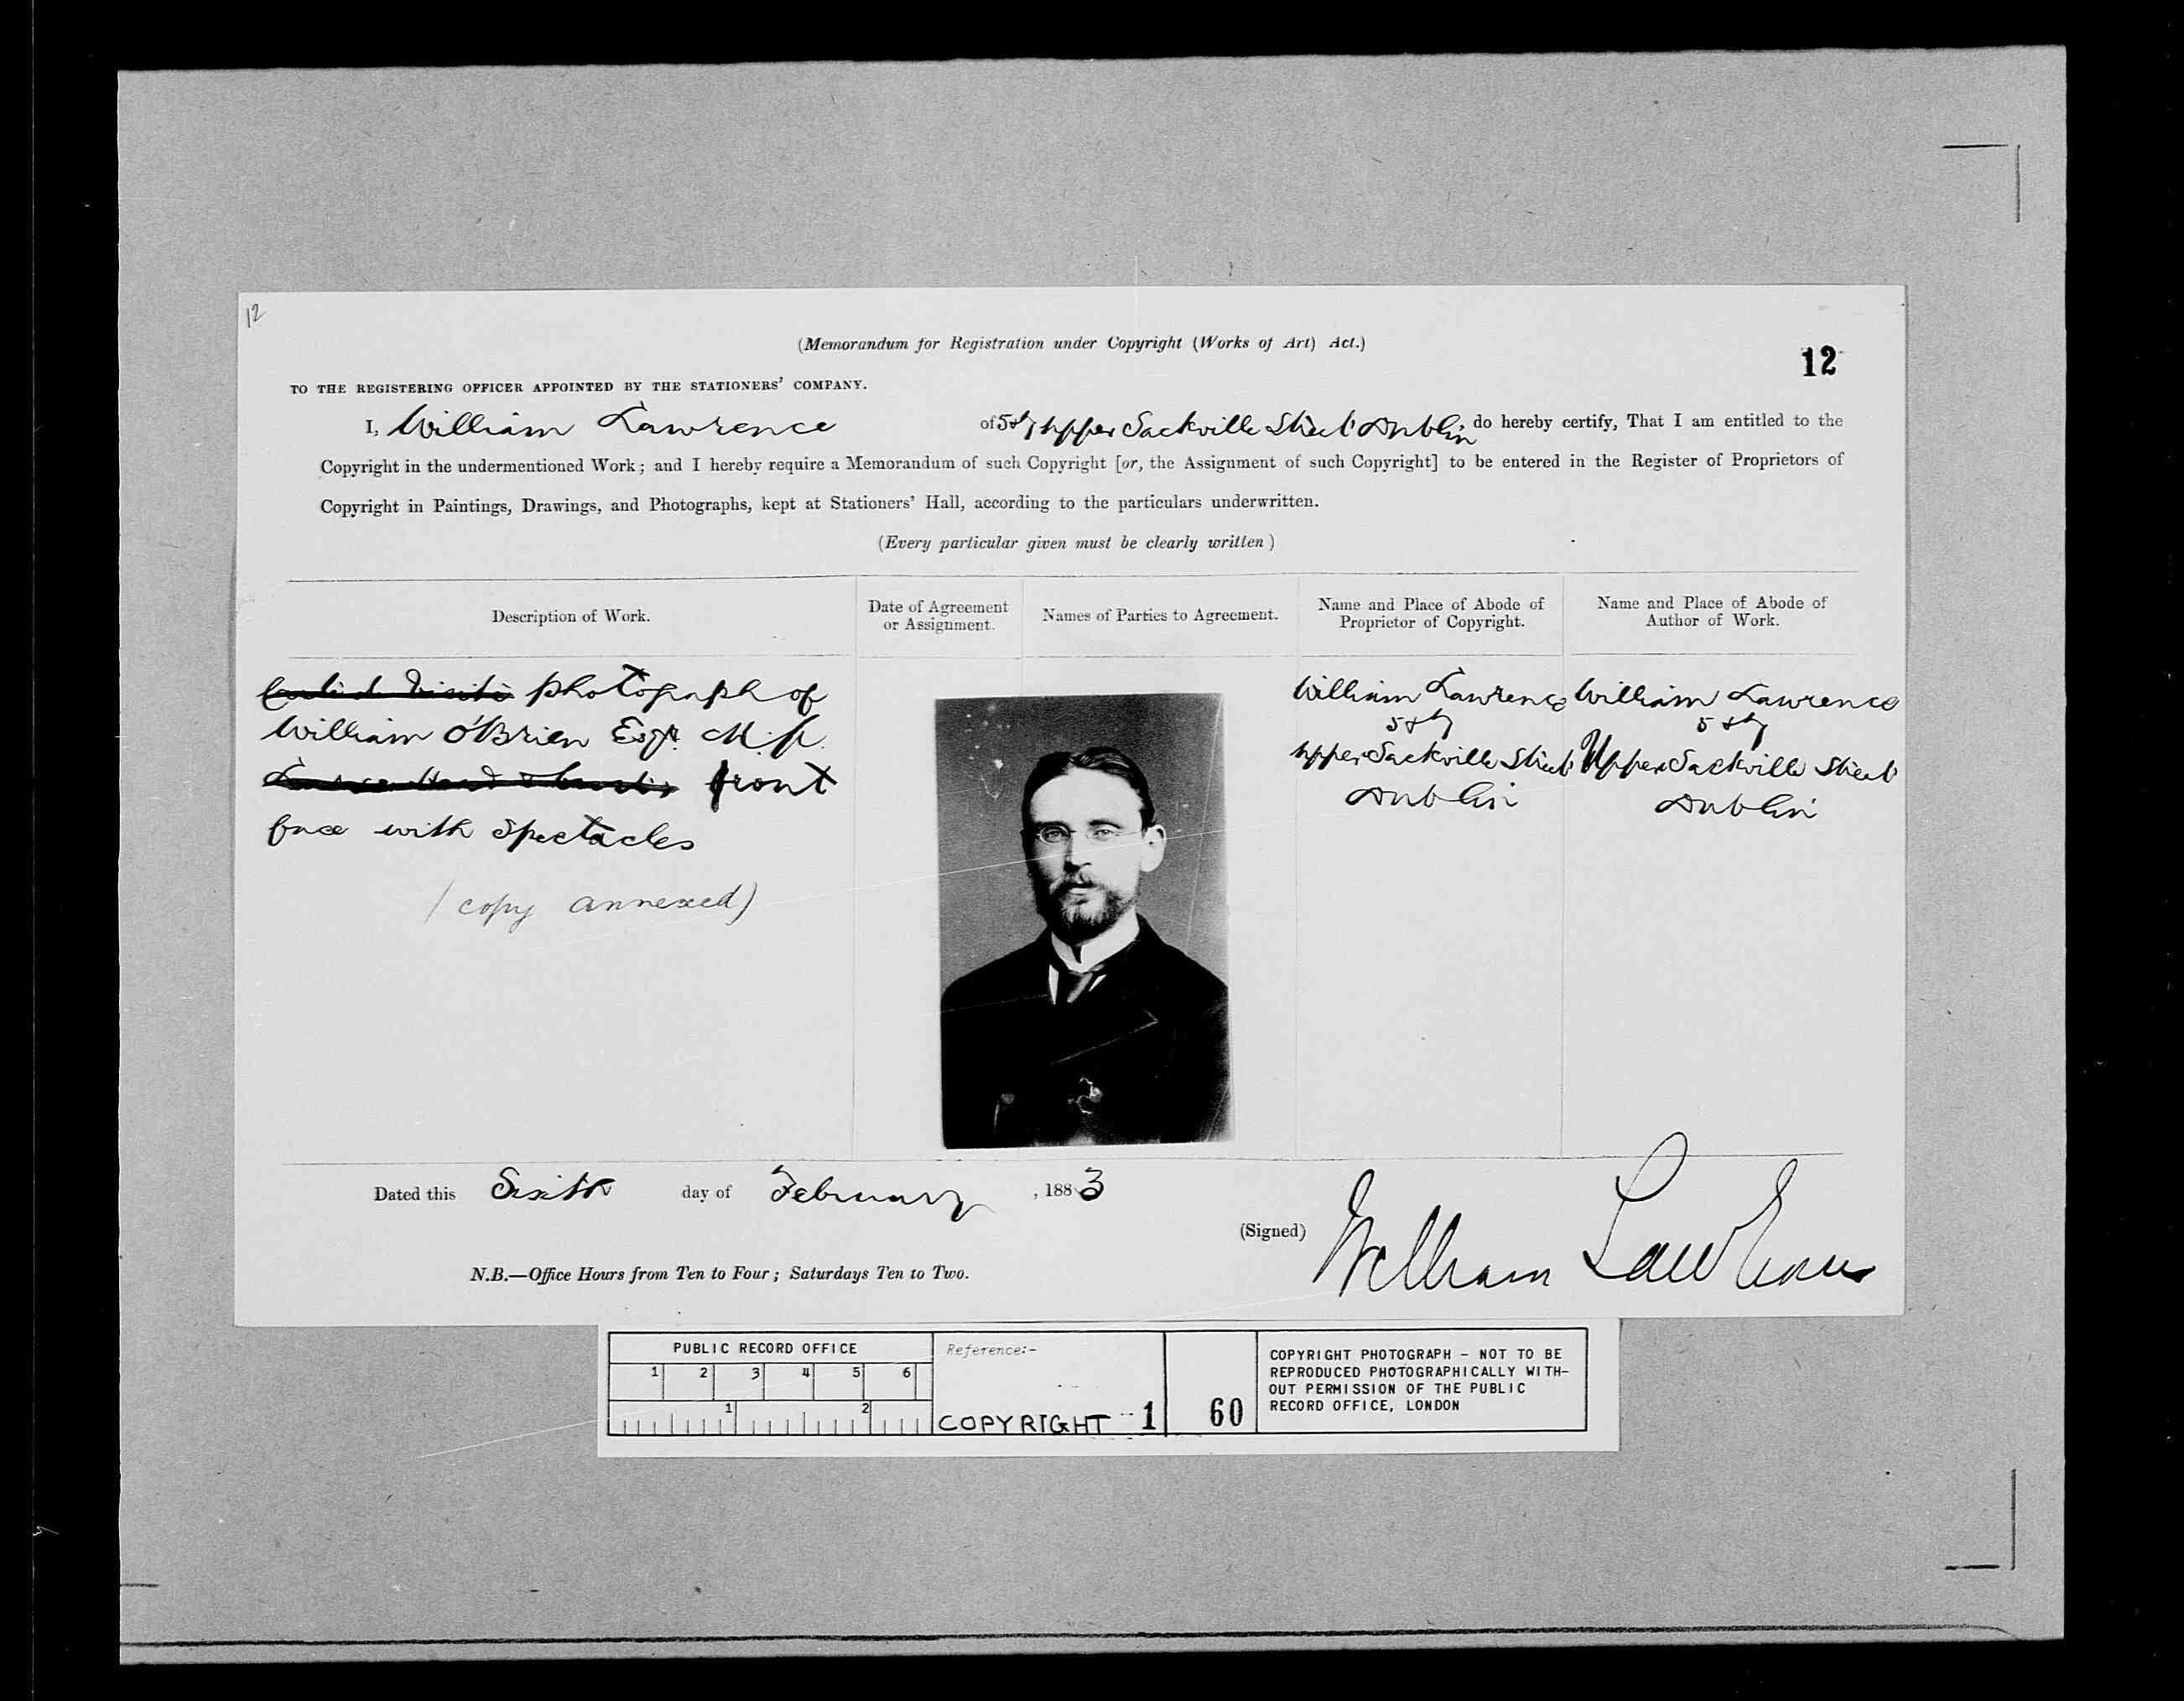 12
(Memorandum for Registration under Copyright (Works of Art) Act.)
12
TO THE REGISTERING OFFICER APPOINTED BY THE STATIONERS' COMPANY.
I, William Lawrence of 5 & 7 upper Sackville Street Dublin, do hereby certify, That I am entitled to the
Copyright in the undermentioned Work; and I hereby require a Memorandum of such Copyright [or, the Assignment of such Copyright] to be entered in the Register of Proprietors of
Copyright in Paintings, Drawings, and Photographs, kept at Stationers' Hall, according to the particulars underwritten.
(Every particular given must be clearly written)
Description of Work.
Date of Agreement
or Assignment.
Names of Parties to Agreement.
Name and Place of Abode of
Proprietor of Copyright.
Name and Place of Abode of
Author of Work.
photograph of
William O'Brien Esqr. M.P.
front
face with Spectacles
(copy annexed)
William Lawrence
5 & 7
upper Sackville Street
Dublin
William Lawrence
5 & 7
Upper Sackville Street
Dublin
Dated this Sixth day of February, 1883
(Signed) William Lawrence
N.B.—Office Hours from Ten to Four; Saturdays Ten to Two.
PUBLIC RECORD OFFICE
1 2 3 4 5 6
1 2
Reference:-
COPYRIGHT 1
60
COPYRIGHT PHOTOGRAPH - NOT TO BE
REPRODUCED PHOTOGRAPHICALLY WITH-
OUT PERMISSION OF THE PUBLIC
RECORD OFFICE, LONDON